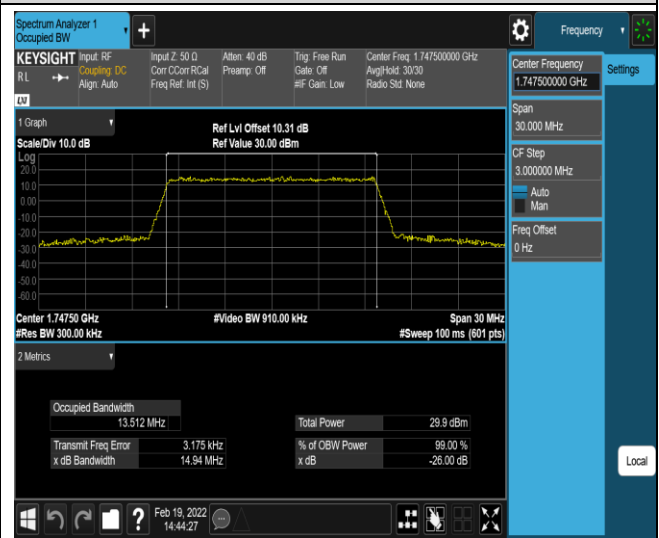 Spectrum Analyzer 1
Occupied BW
Frequency
KEYSIGHT
R L
LXI
Input: RF
Coupling: DC
Align: Auto
Input Z: 50 Ω
Corr CCorr RCal
Freq Ref: Int (S)
Atten: 40 dB
Preamp: Off
Trig: Free Run
Gate: Off
#IF Gain: Low
Center Freq: 1.747500000 GHz
Avg|Hold: 30/30
Radio Std: None
Center Frequency
1.747500000 GHz
Settings
Span
30.000 MHz
CF Step
3.000000 MHz
Auto
Man
Freq Offset
0 Hz
1 Graph
Scale/Div 10.0 dB
Ref Lvl Offset 10.31 dB
Ref Value 30.00 dBm
Log
20.0
10.0
0.00
-10.0
-20.0
-30.0
-40.0
-50.0
-60.0
Center 1.74750 GHz
#Video BW 910.00 kHz
Span 30 MHz
#Res BW 300.00 kHz
#Sweep 100 ms (601 pts)
2 Metrics
Occupied Bandwidth
13.512 MHz
Total Power 29.9 dBm
Transmit Freq Error 3.175 kHz
% of OBW Power 99.00 %
x dB Bandwidth 14.94 MHz
x dB -26.00 dB
Local
?
Feb 19, 2022
14:44:27